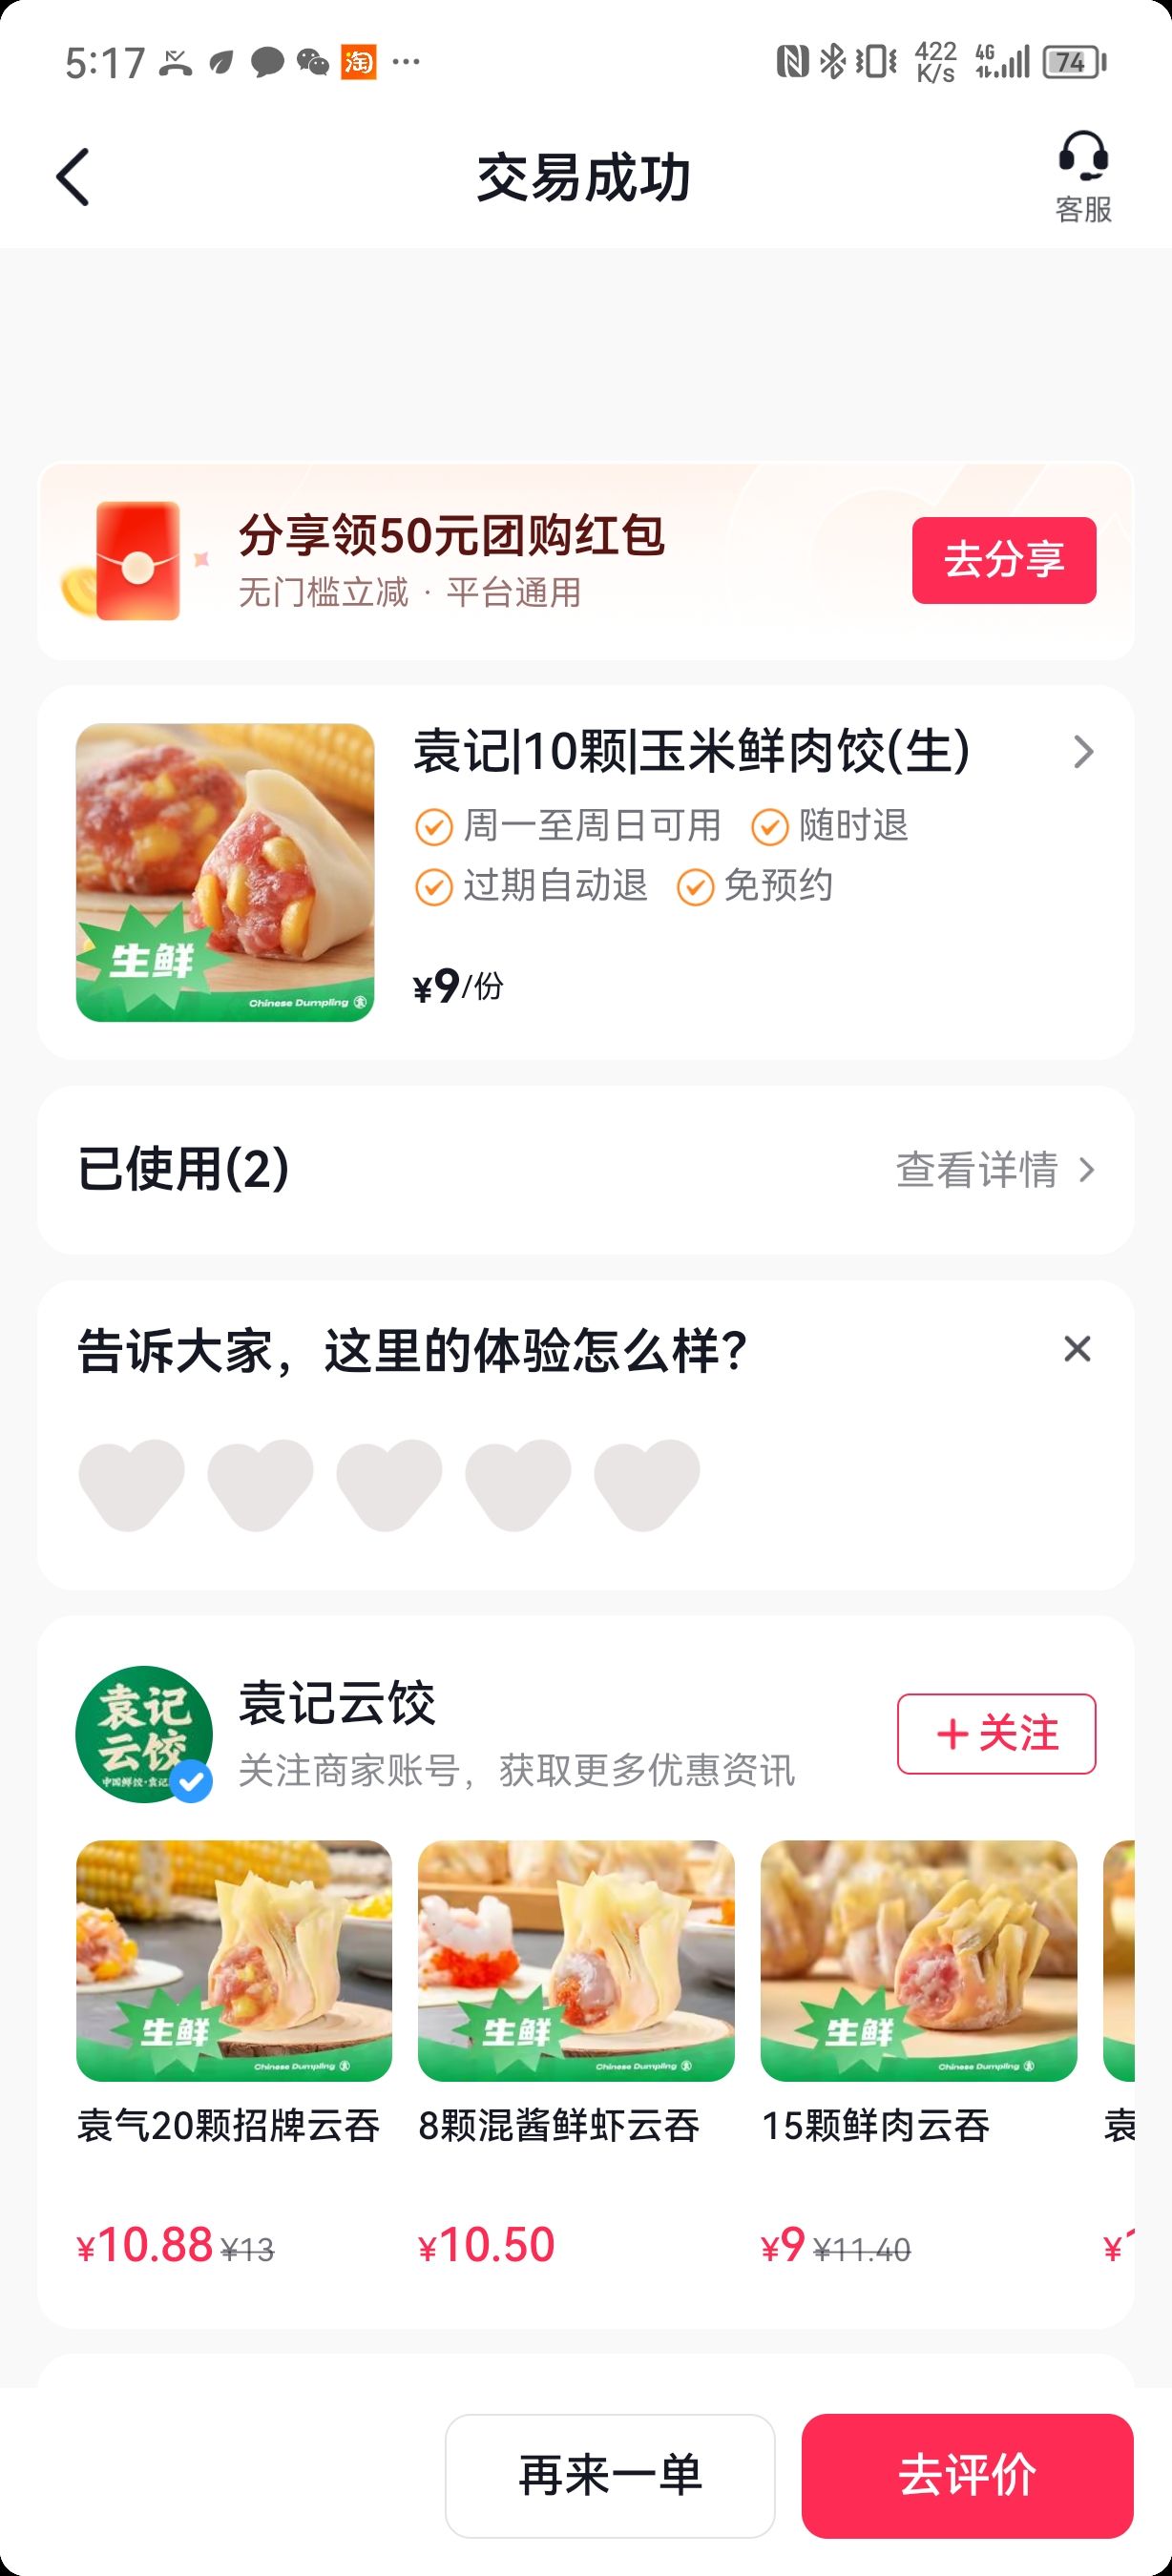 5:17
淘
422
K/s
4G
74
交易成功
客服
分享领50元团购红包
无门槛立减 · 平台通用
去分享
袁记|10颗|玉米鲜肉饺(生)
周一至周日可用 随时退
过期自动退 免预约
¥9/份
生鲜
Chinese Dumpling
已使用(2)
查看详情
告诉大家，这里的体验怎么样？
袁记
云饺
袁记云饺
关注商家账号，获取更多优惠资讯
+关注
生鲜
Chinese Dumpling
生鲜
Chinese Dumpling
生鲜
Chinese Dumpling
袁气20颗招牌云吞
8颗混酱鲜虾云吞
15颗鲜肉云吞
袁
¥10.88 ¥13
¥10.50
¥9 ¥11.40
¥1
再来一单
去评价